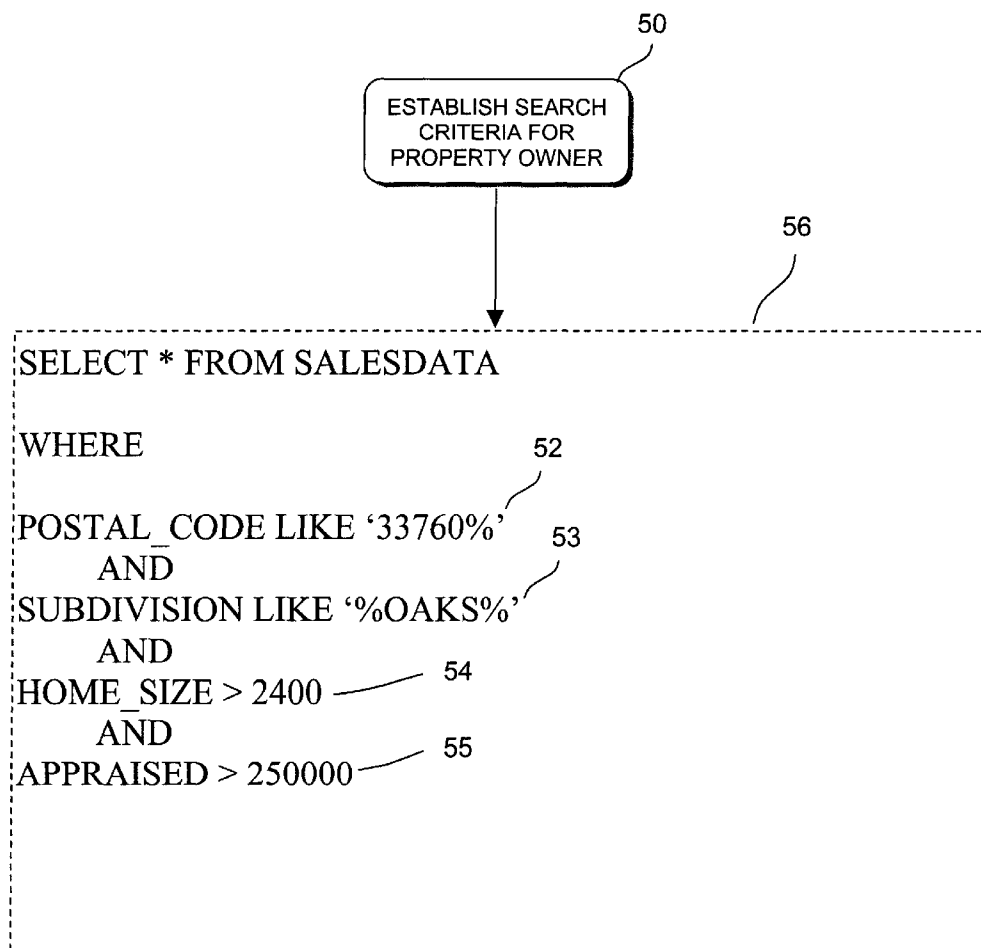 50
ESTABLISH SEARCH
CRITERIA FOR
PROPERTY OWNER
56
SELECT * FROM SALESDATA
WHERE
52
POSTAL_CODE LIKE ‘33760%’
53
AND
SUBDIVISION LIKE ‘%OAKS%’
AND
54
HOME_SIZE > 2400
AND
55
APPRAISED > 250000